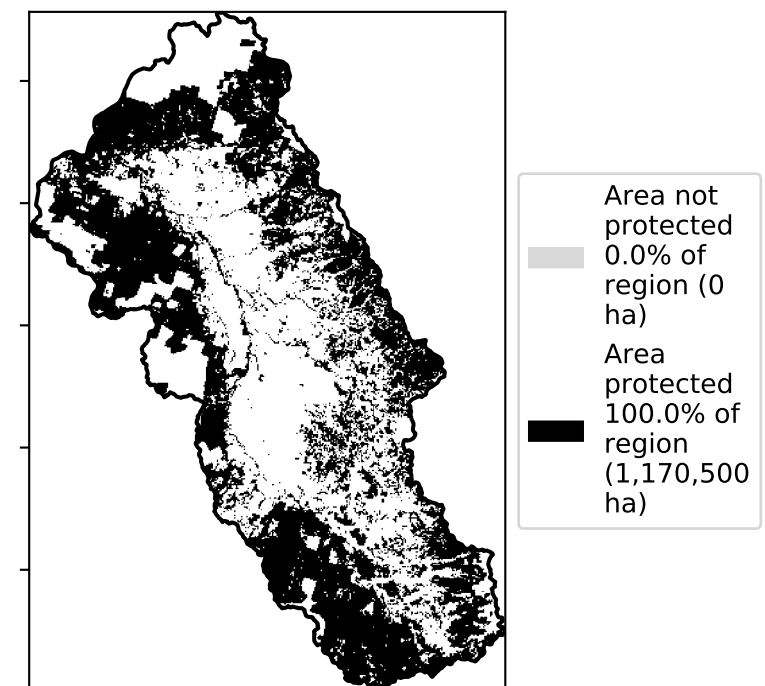 Area not
protected
0.0% of
region (0
ha)
Area
protected
100.0% of
region
(1,170,500
ha)